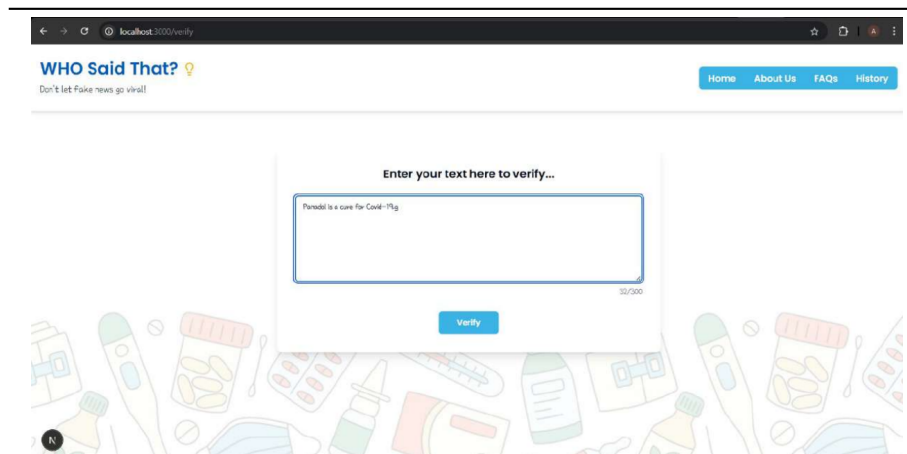 localhost:3000/verify
WHO Said That?
Don't let Fake news go viral!
Home About Us FAQs History
Enter your text here to verify...
Panadol is a cure for Covid-19.g
32/300
Verify
N